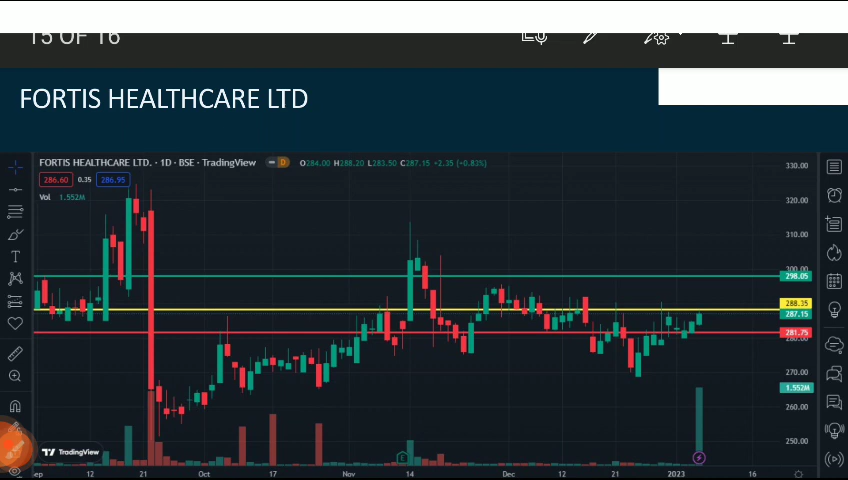 15 OF 16
FORTIS HEALTHCARE LTD
FORTIS HEALTHCARE LTD. · 1D · BSE · TradingView D O284.00 H288.20 L283.50 C287.15 +2.35 (+0.83%)
286.60 0.35 286.95
Vol 1.552M
330.00
320.00
310.00
300.00
298.05
288.35
287.15
281.75
280.00
270.00
1.552M
260.00
250.00
TradingView
E
Sep 12 21 Oct 17 Nov 14 Dec 12 21 2023 16